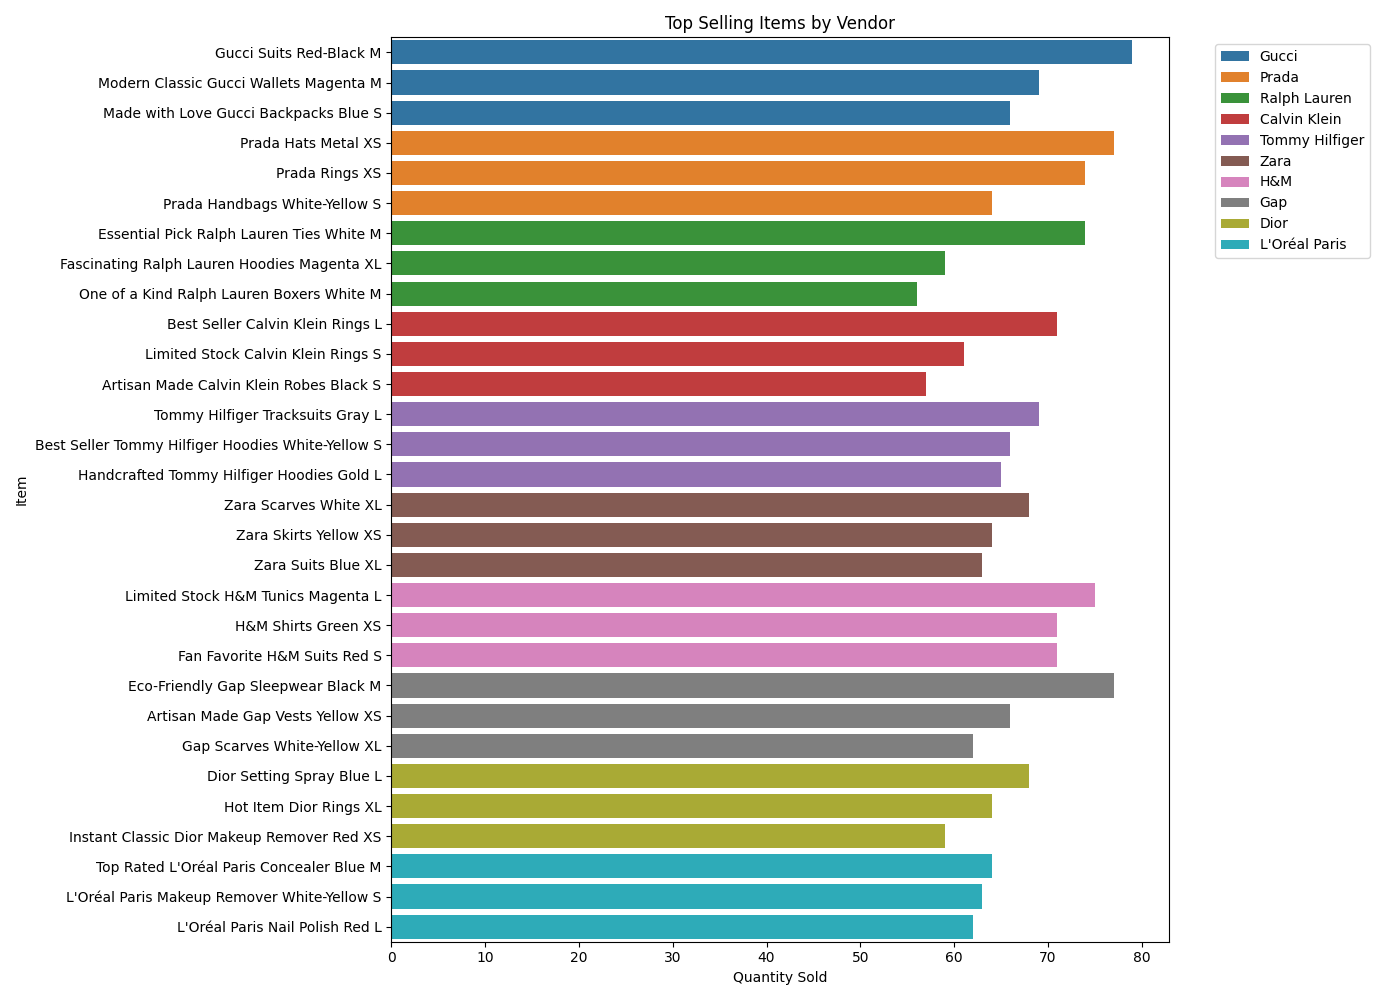 Top Selling Items by Vendor
Gucci Suits Red-Black M
Modern Classic Gucci Wallets Magenta M
Made with Love Gucci Backpacks Blue S
Prada Hats Metal XS
Prada Rings XS
Prada Handbags White-Yellow S
Essential Pick Ralph Lauren Ties White M
Fascinating Ralph Lauren Hoodies Magenta XL
One of a Kind Ralph Lauren Boxers White M
Best Seller Calvin Klein Rings L
Limited Stock Calvin Klein Rings S
Artisan Made Calvin Klein Robes Black S
Tommy Hilfiger Tracksuits Gray L
Best Seller Tommy Hilfiger Hoodies White-Yellow S
Handcrafted Tommy Hilfiger Hoodies Gold L
Zara Scarves White XL
Zara Skirts Yellow XS
Zara Suits Blue XL
Limited Stock H&M Tunics Magenta L
H&M Shirts Green XS
Fan Favorite H&M Suits Red S
Eco-Friendly Gap Sleepwear Black M
Artisan Made Gap Vests Yellow XS
Gap Scarves White-Yellow XL
Dior Setting Spray Blue L
Hot Item Dior Rings XL
Instant Classic Dior Makeup Remover Red XS
Top Rated L'Oréal Paris Concealer Blue M
L'Oréal Paris Makeup Remover White-Yellow S
L'Oréal Paris Nail Polish Red L
Item
0 10 20 30 40 50 60 70 80
Quantity Sold
Gucci
Prada
Ralph Lauren
Calvin Klein
Tommy Hilfiger
Zara
H&M
Gap
Dior
L'Oréal Paris